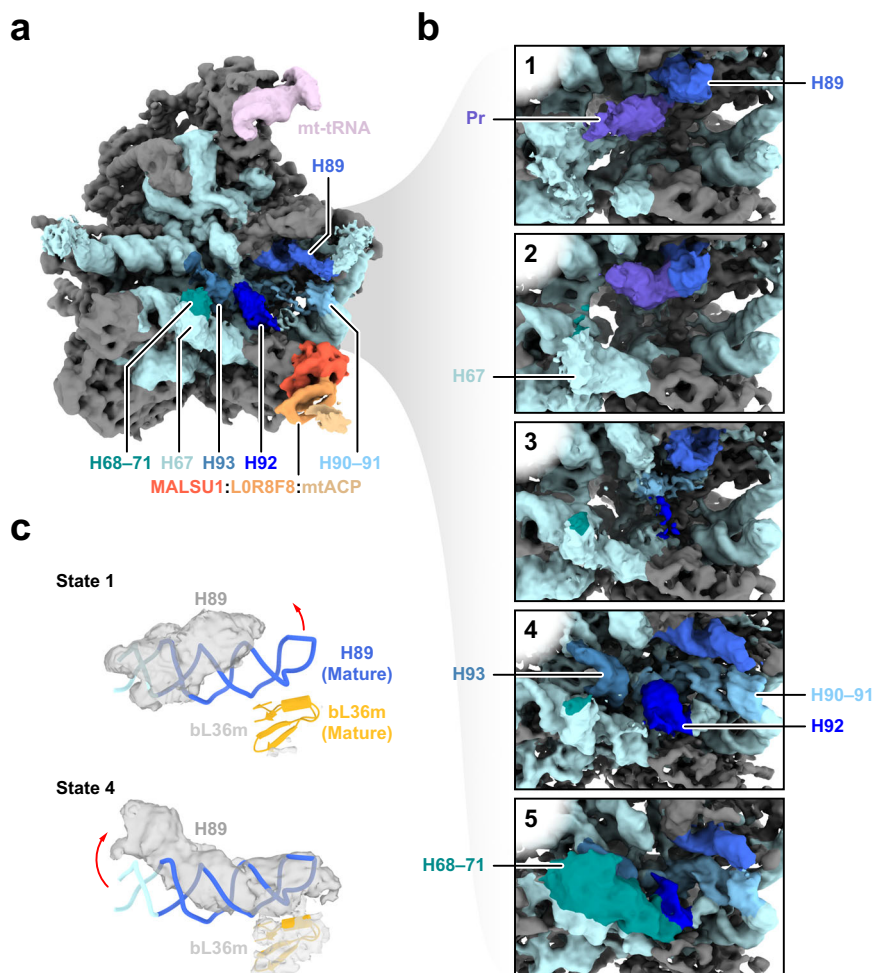 a
mt-tRNA
H89
H68–71 H67 H93 H92 H90–91
MALSU1:L0R8F8:mtACP
b
1
H89
Pr
2
H67
3
4
H93
H90–91
H92
5
H68–71
c
State 1
H89
H89
(Mature)
bL36m
bL36m
(Mature)
State 4
H89
bL36m